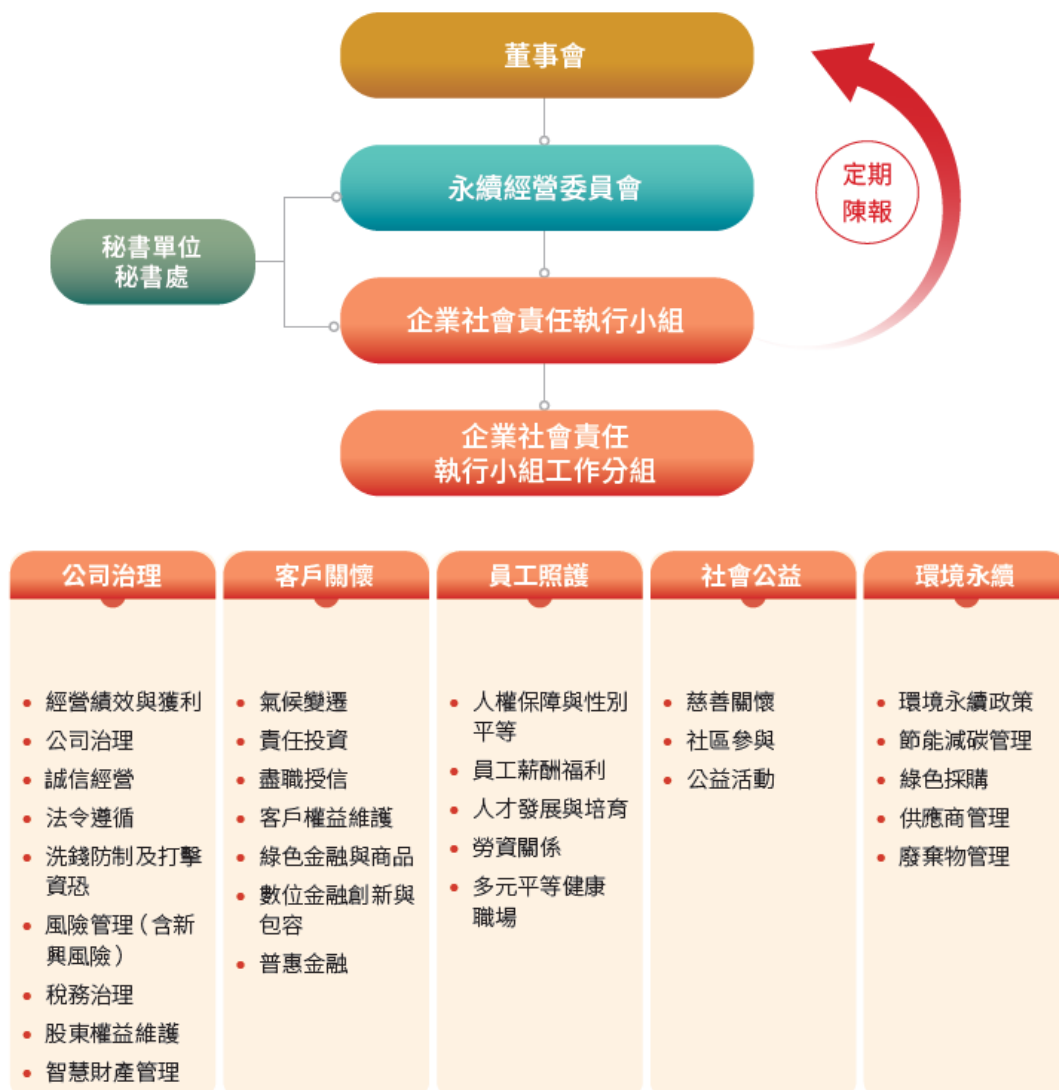 董事會
永續經營委員會
定期
陳報
秘書單位
秘書處
企業社會責任執行小組
企業社會責任
執行小組工作分組
公司治理
經營績效與獲利
公司治理
誠信經營
法令遵循
洗錢防制及打擊
資恐
風險管理（含新
興風險）
稅務治理
股東權益維護
智慧財產管理
客戶關懷
氣候變遷
責任投資
盡職授信
客戶權益維護
綠色金融與商品
數位金融創新與
包容
普惠金融
員工照護
人權保障與性別
平等
員工薪酬福利
人才發展與培育
勞資關係
多元平等健康
職場
社會公益
慈善關懷
社區參與
公益活動
環境永續
環境永續政策
節能減碳管理
綠色採購
供應商管理
廢棄物管理